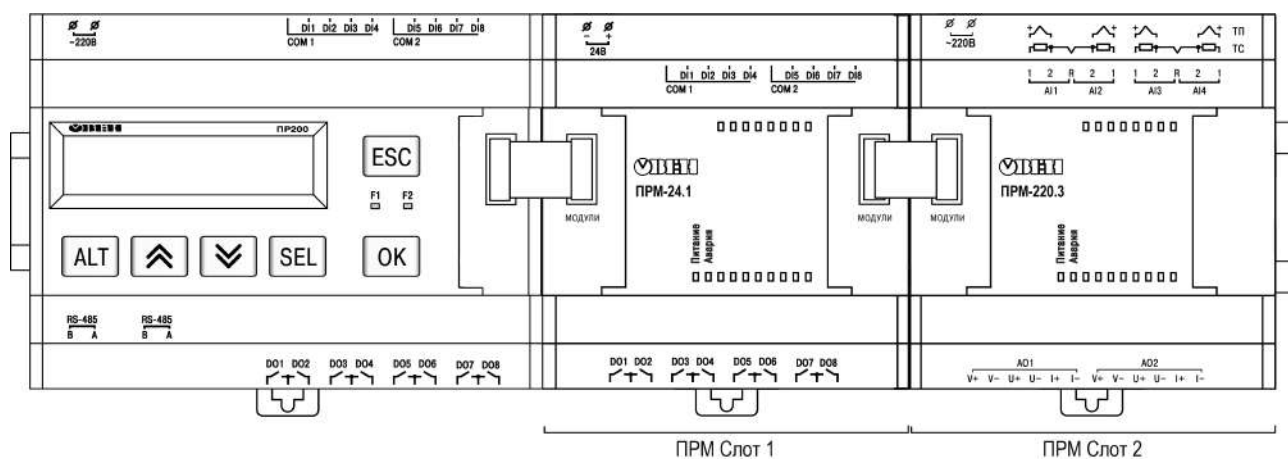 ~220В
DI1 DI2 DI3 DI4
COM 1
DI5 DI6 DI7 DI8
COM 2
- +
24В
DI1 DI2 DI3 DI4
COM 1
DI5 DI6 DI7 DI8
COM 2
~220В
+ + + +
ТП
ТС
1 2 R 2 1 1 2 R 2 1
AI1 AI2 AI3 AI4
ОВЕН
ПР200
ESC
F1 F2
ALT
SEL
OK
RS-485
B A
RS-485
B A
DO1 DO2 DO3 DO4 DO5 DO6 DO7 DO8
ОВЕН
ПРМ-24.1
МОДУЛИ
МОДУЛИ
Питание
Авария
DO1 DO2 DO3 DO4 DO5 DO6 DO7 DO8
ОВЕН
ПРМ-220.3
МОДУЛИ
Питание
Авария
AO1 AO2
V+ V- U+ U- I+ I- V+ V- U+ U- I+ I-
ПРМ Слот 1
ПРМ Слот 2